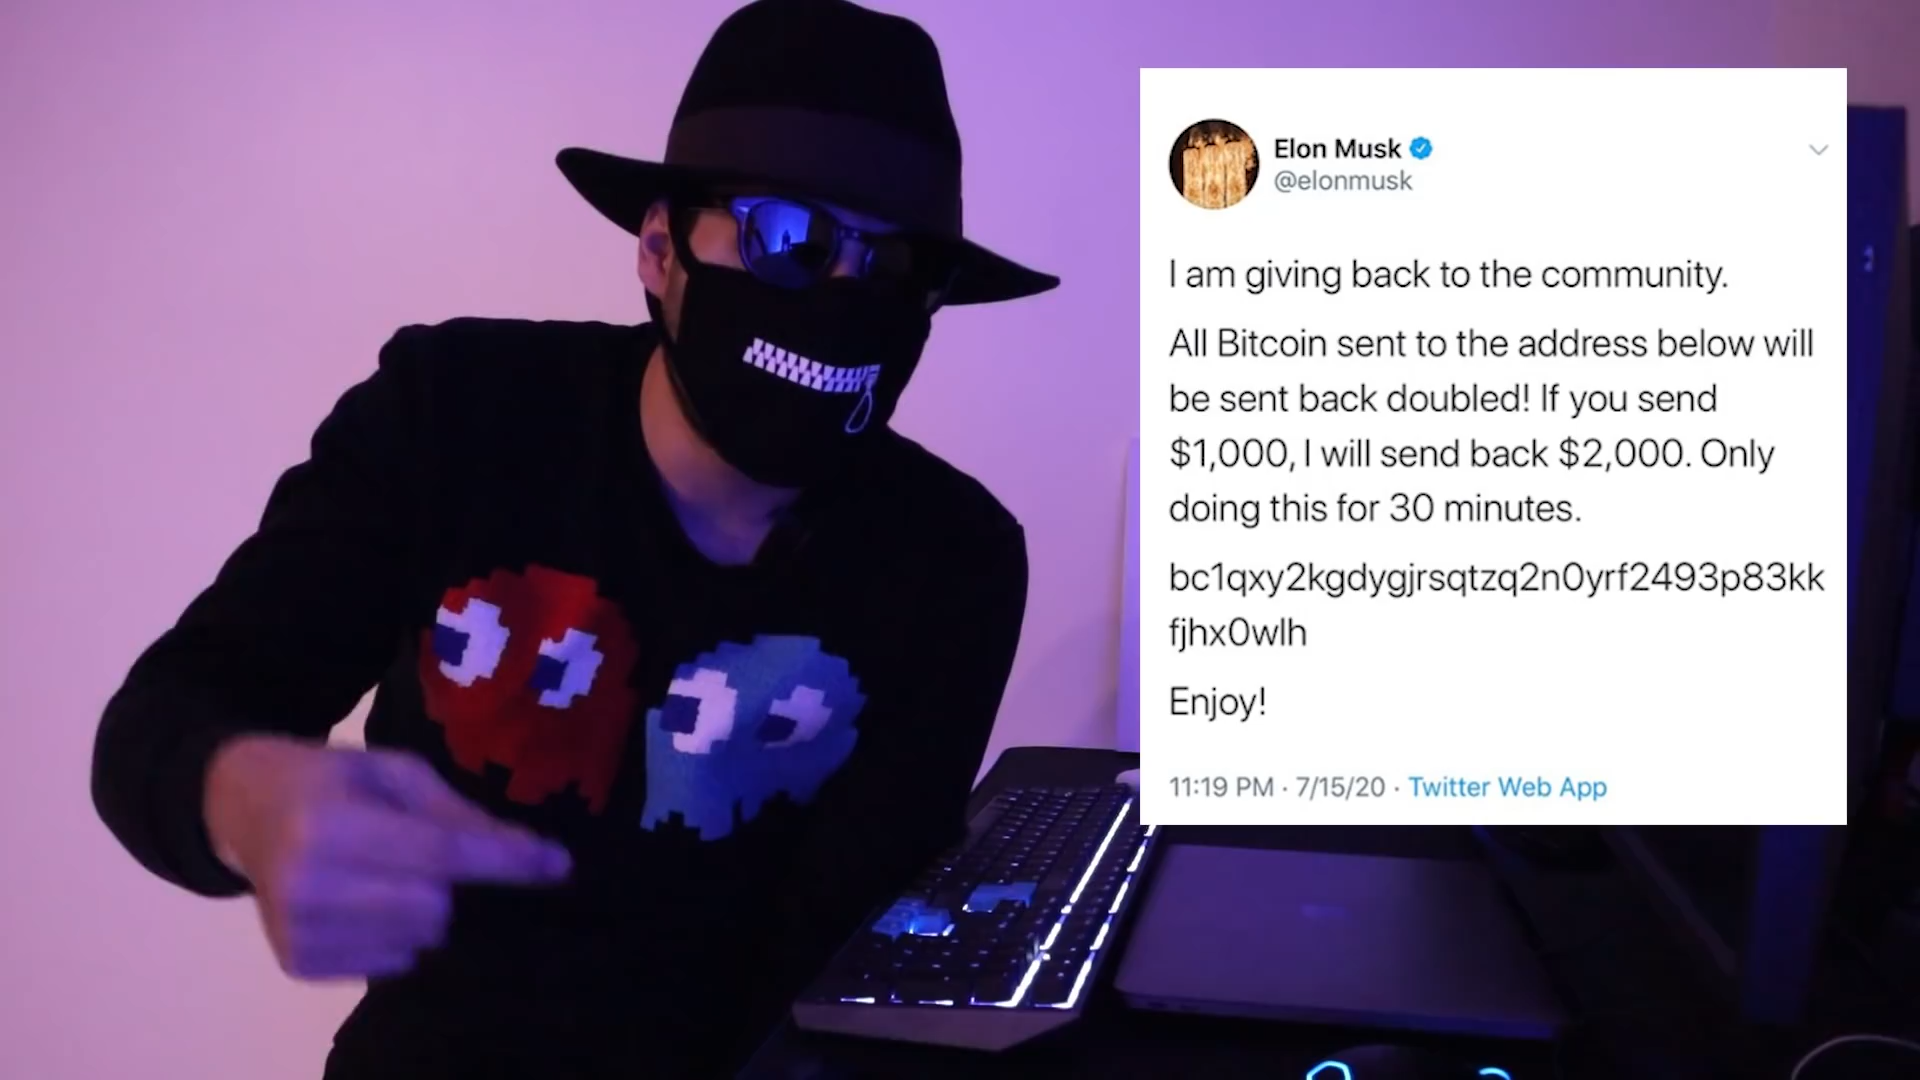 Elon Musk
@elonmusk
I am giving back to the community.
All Bitcoin sent to the address below will
be sent back doubled! If you send
$1,000, I will send back $2,000. Only
doing this for 30 minutes.
bc1qxy2kgdygjrsqtzq2n0yrf2493p83kk
fjhx0wlh
Enjoy!
11:19 PM · 7/15/20 · Twitter Web App